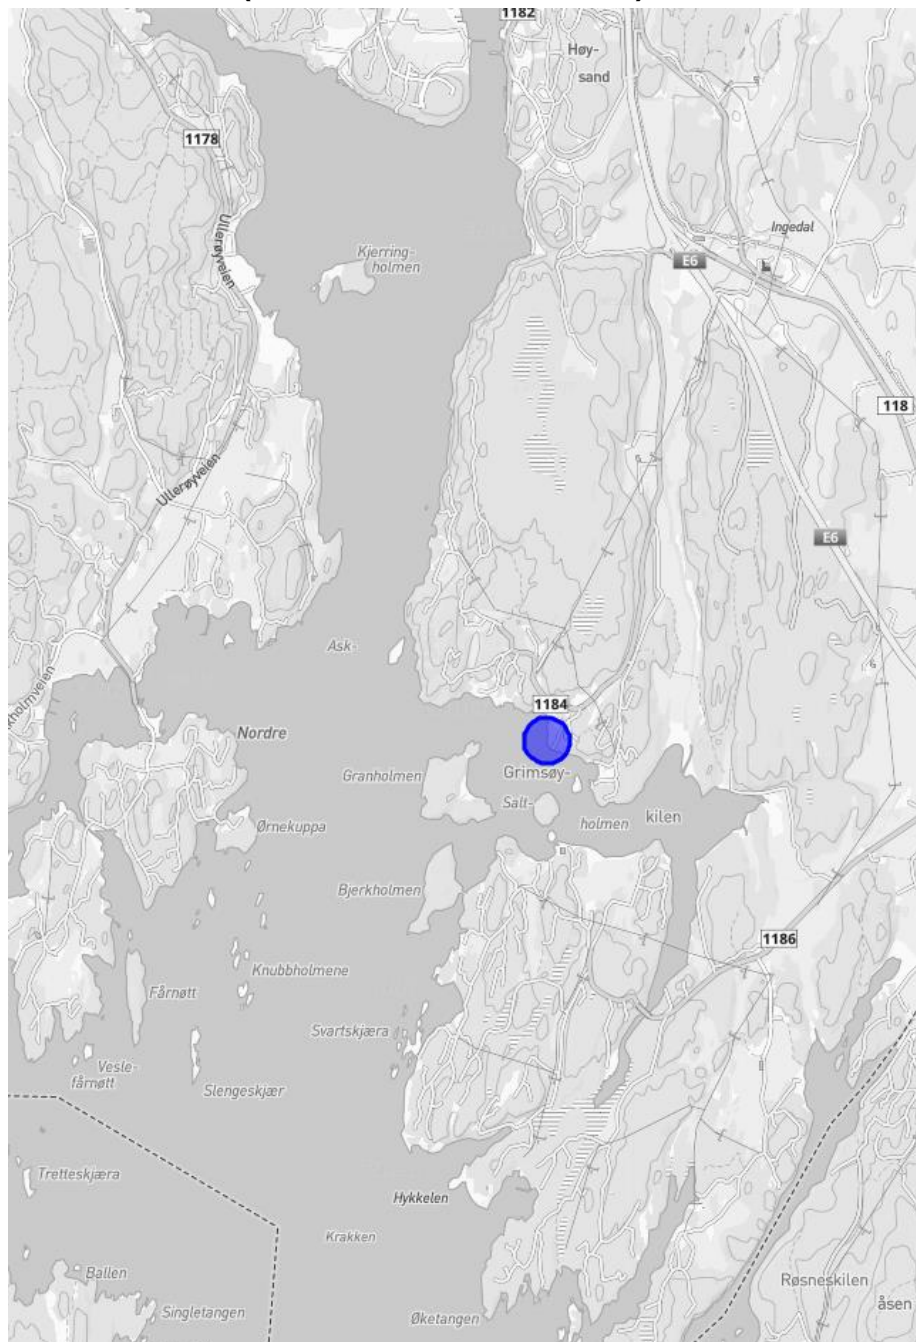 1182
Høy-
sand
1178
Ullerøyveien
Ingedal
Kjerring-
holmen
E6
118
Ullerøyveien
E6
Ask-
1184
Nordre
Granholmen
Grimsøy-
Salt-
holmen
kilen
Ørnekuppa
Bjerkholmen
1186
Knubbholmene
Fårnøtt
Svartskjæra
Vesle-
fårnøtt
Slengeskjær
Tretteskjæra
Hykkelen
Krakken
Ballen
Singletangen
Øketangen
Røsneskilen
åsen